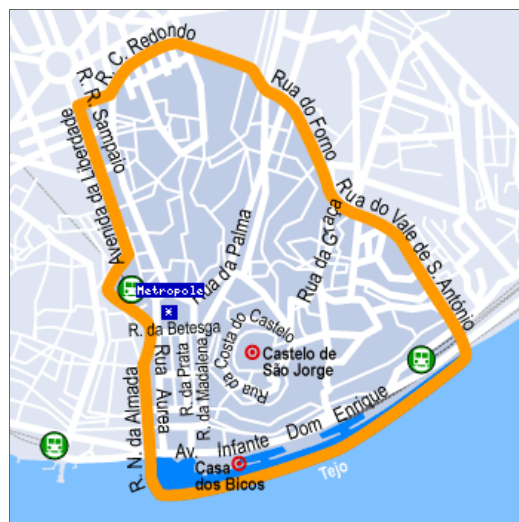 R. C. Redondo
R. R. Sampaio
Avenida da Liberdade
Rua do Forno
Rua do Vale de S. António
Rua da Palma
Rua da Graça
Metropole
*
R. da Betesga
Rua da Costa do Castelo
Castelo de
São Jorge
R. N. da Almada
Rua Aurea
R. da Prata
R. da Madalena
Av. Infante Dom Enrique
Casa
dos Bicos
Tejo